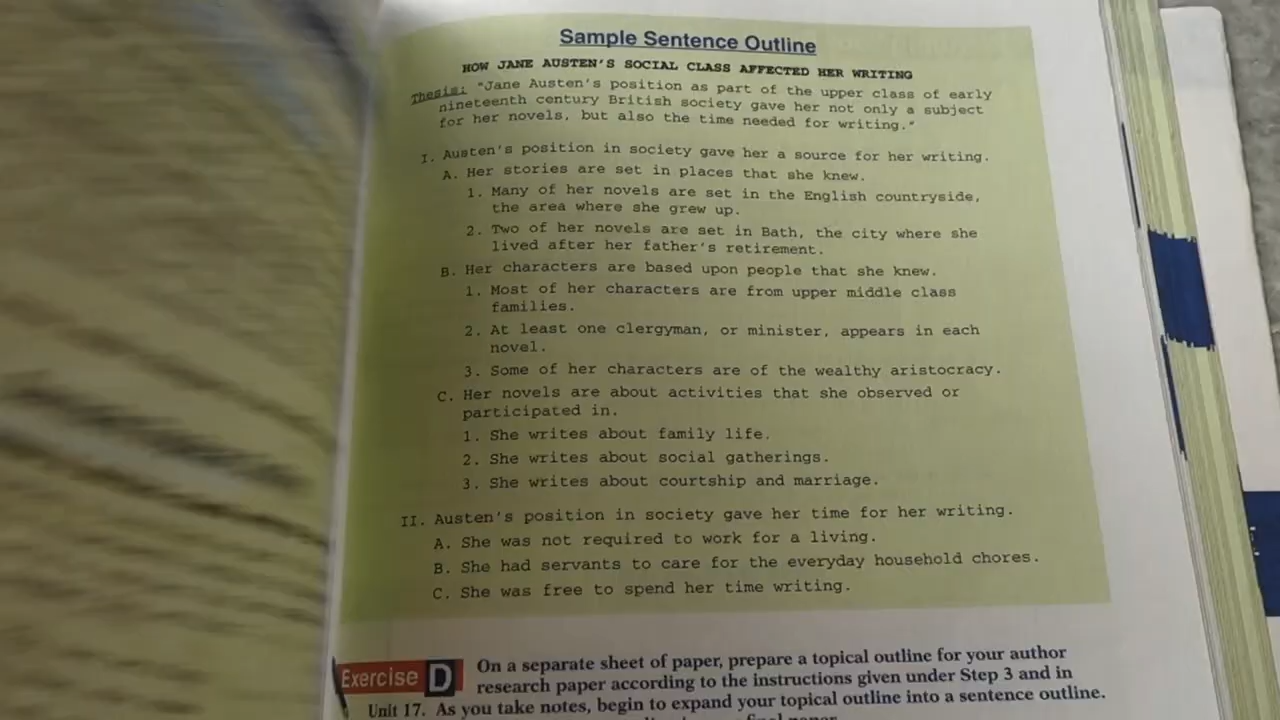 Sample Sentence Outline
HOW JANE AUSTEN'S SOCIAL CLASS AFFECTED HER WRITING
Thesis: "Jane Austen's position as part of the upper class of early
nineteenth century British society gave her not only a subject
for her novels, but also the time needed for writing."
I. Austen's position in society gave her a source for her writing.
A. Her stories are set in places that she knew.
1. Many of her novels are set in the English countryside,
the area where she grew up.
2. Two of her novels are set in Bath, the city where she
lived after her father's retirement.
B. Her characters are based upon people that she knew.
1. Most of her characters are from upper middle class
families.
2. At least one clergyman, or minister, appears in each
novel.
3. Some of her characters are of the wealthy aristocracy.
C. Her novels are about activities that she observed or
participated in.
1. She writes about family life.
2. She writes about social gatherings.
3. She writes about courtship and marriage.
II. Austen's position in society gave her time for her writing.
A. She was not required to work for a living.
B. She had servants to care for the everyday household chores.
C. She was free to spend her time writing.
Exercise D On a separate sheet of paper, prepare a topical outline for your author
research paper according to the instructions given under Step 3 and in
Unit 17. As you take notes, begin to expand your topical outline into a sentence outline.